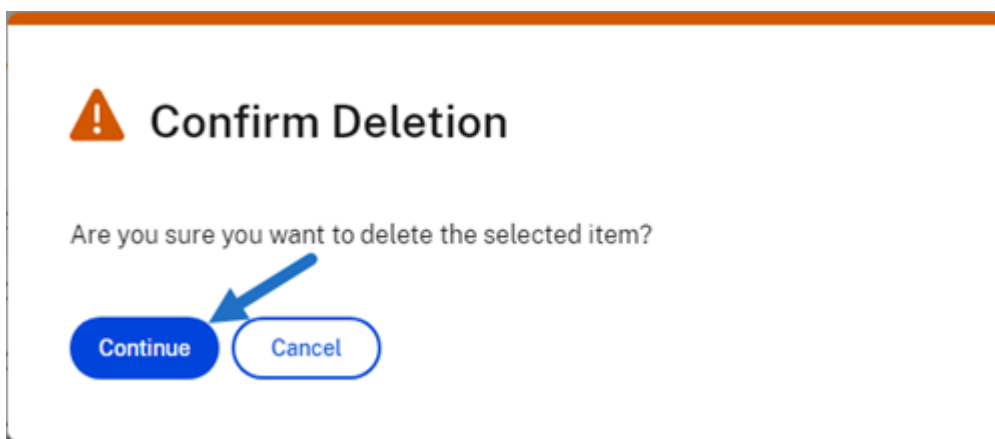 Confirm Deletion
Are you sure you want to delete the selected item?
Continue
Cancel